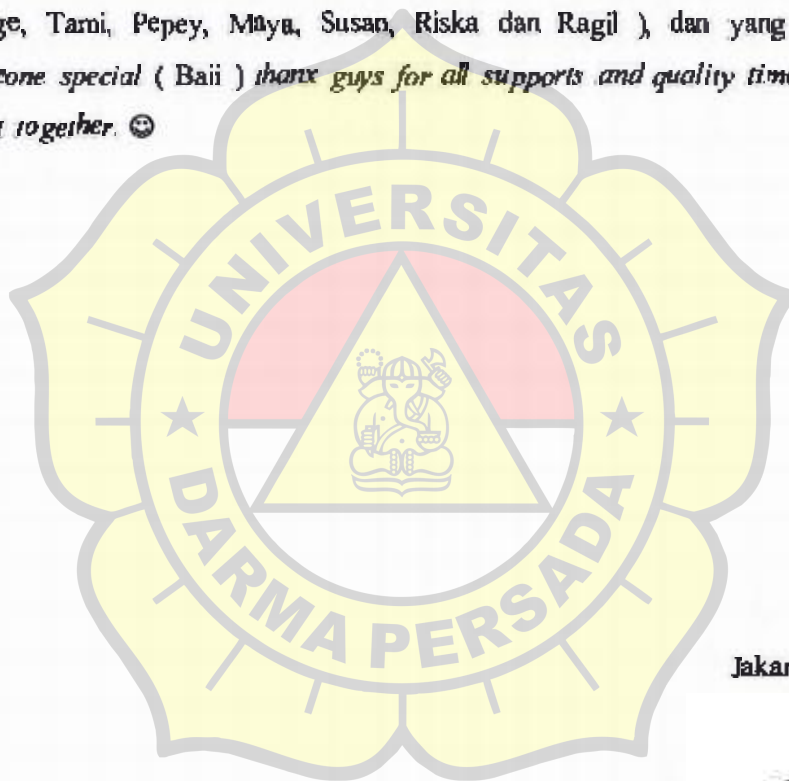 ge, Tami, Pepey, Maya, Susan, Riska dan Ragil ), dan yang
eone special ( Baii ) thanx guys for all supports and quality time
t together. ☺
UNIVERSITAS
DARMA PERSADA
Jakar